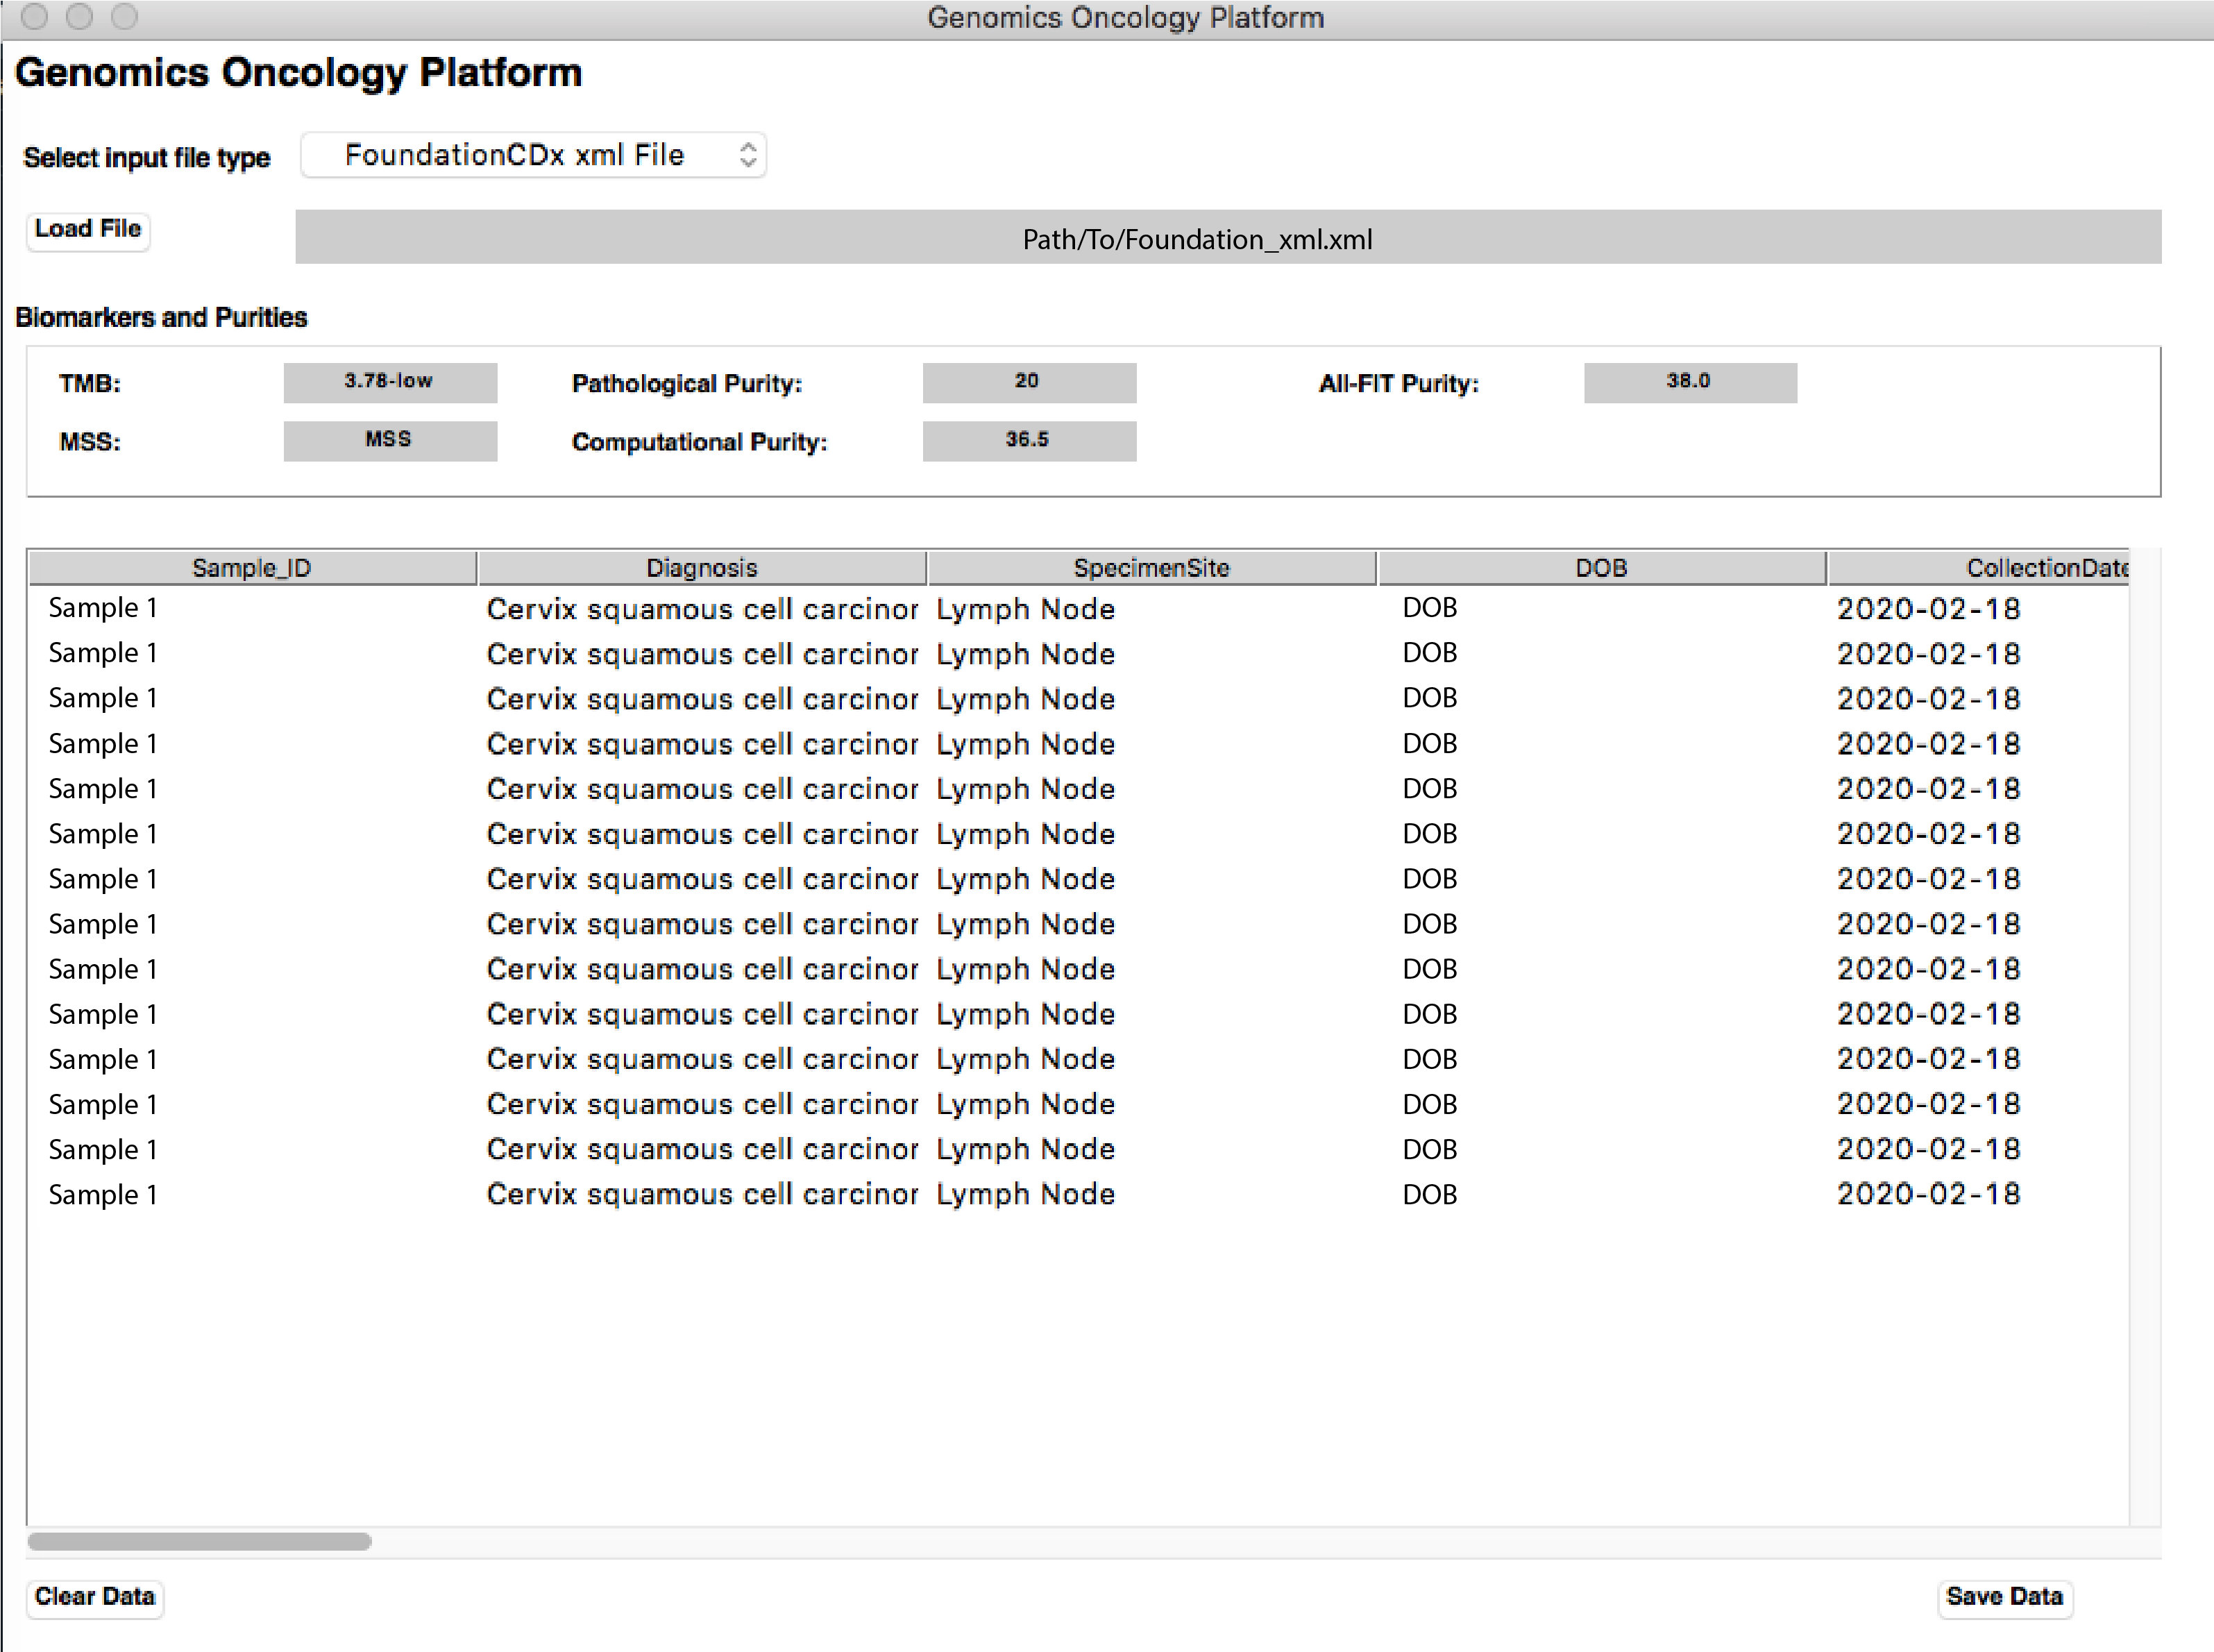 Genomics Oncology Platform
Genomics Oncology Platform
Select input file type FoundationCDx xml File
Load File Path/To/Foundation_xml.xml
Biomarkers and Purities
TMB: 3.78-low Pathological Purity: 20 All-FIT Purity: 38.0
MSS: MSS Computational Purity: 36.5
Sample_ID Diagnosis SpecimenSite DOB CollectionDate
Sample 1 Cervix squamous cell carcinor Lymph Node DOB 2020-02-18
Sample 1 Cervix squamous cell carcinor Lymph Node DOB 2020-02-18
Sample 1 Cervix squamous cell carcinor Lymph Node DOB 2020-02-18
Sample 1 Cervix squamous cell carcinor Lymph Node DOB 2020-02-18
Sample 1 Cervix squamous cell carcinor Lymph Node DOB 2020-02-18
Sample 1 Cervix squamous cell carcinor Lymph Node DOB 2020-02-18
Sample 1 Cervix squamous cell carcinor Lymph Node DOB 2020-02-18
Sample 1 Cervix squamous cell carcinor Lymph Node DOB 2020-02-18
Sample 1 Cervix squamous cell carcinor Lymph Node DOB 2020-02-18
Sample 1 Cervix squamous cell carcinor Lymph Node DOB 2020-02-18
Sample 1 Cervix squamous cell carcinor Lymph Node DOB 2020-02-18
Sample 1 Cervix squamous cell carcinor Lymph Node DOB 2020-02-18
Sample 1 Cervix squamous cell carcinor Lymph Node DOB 2020-02-18
Sample 1 Cervix squamous cell carcinor Lymph Node DOB 2020-02-18
Clear Data Save Data